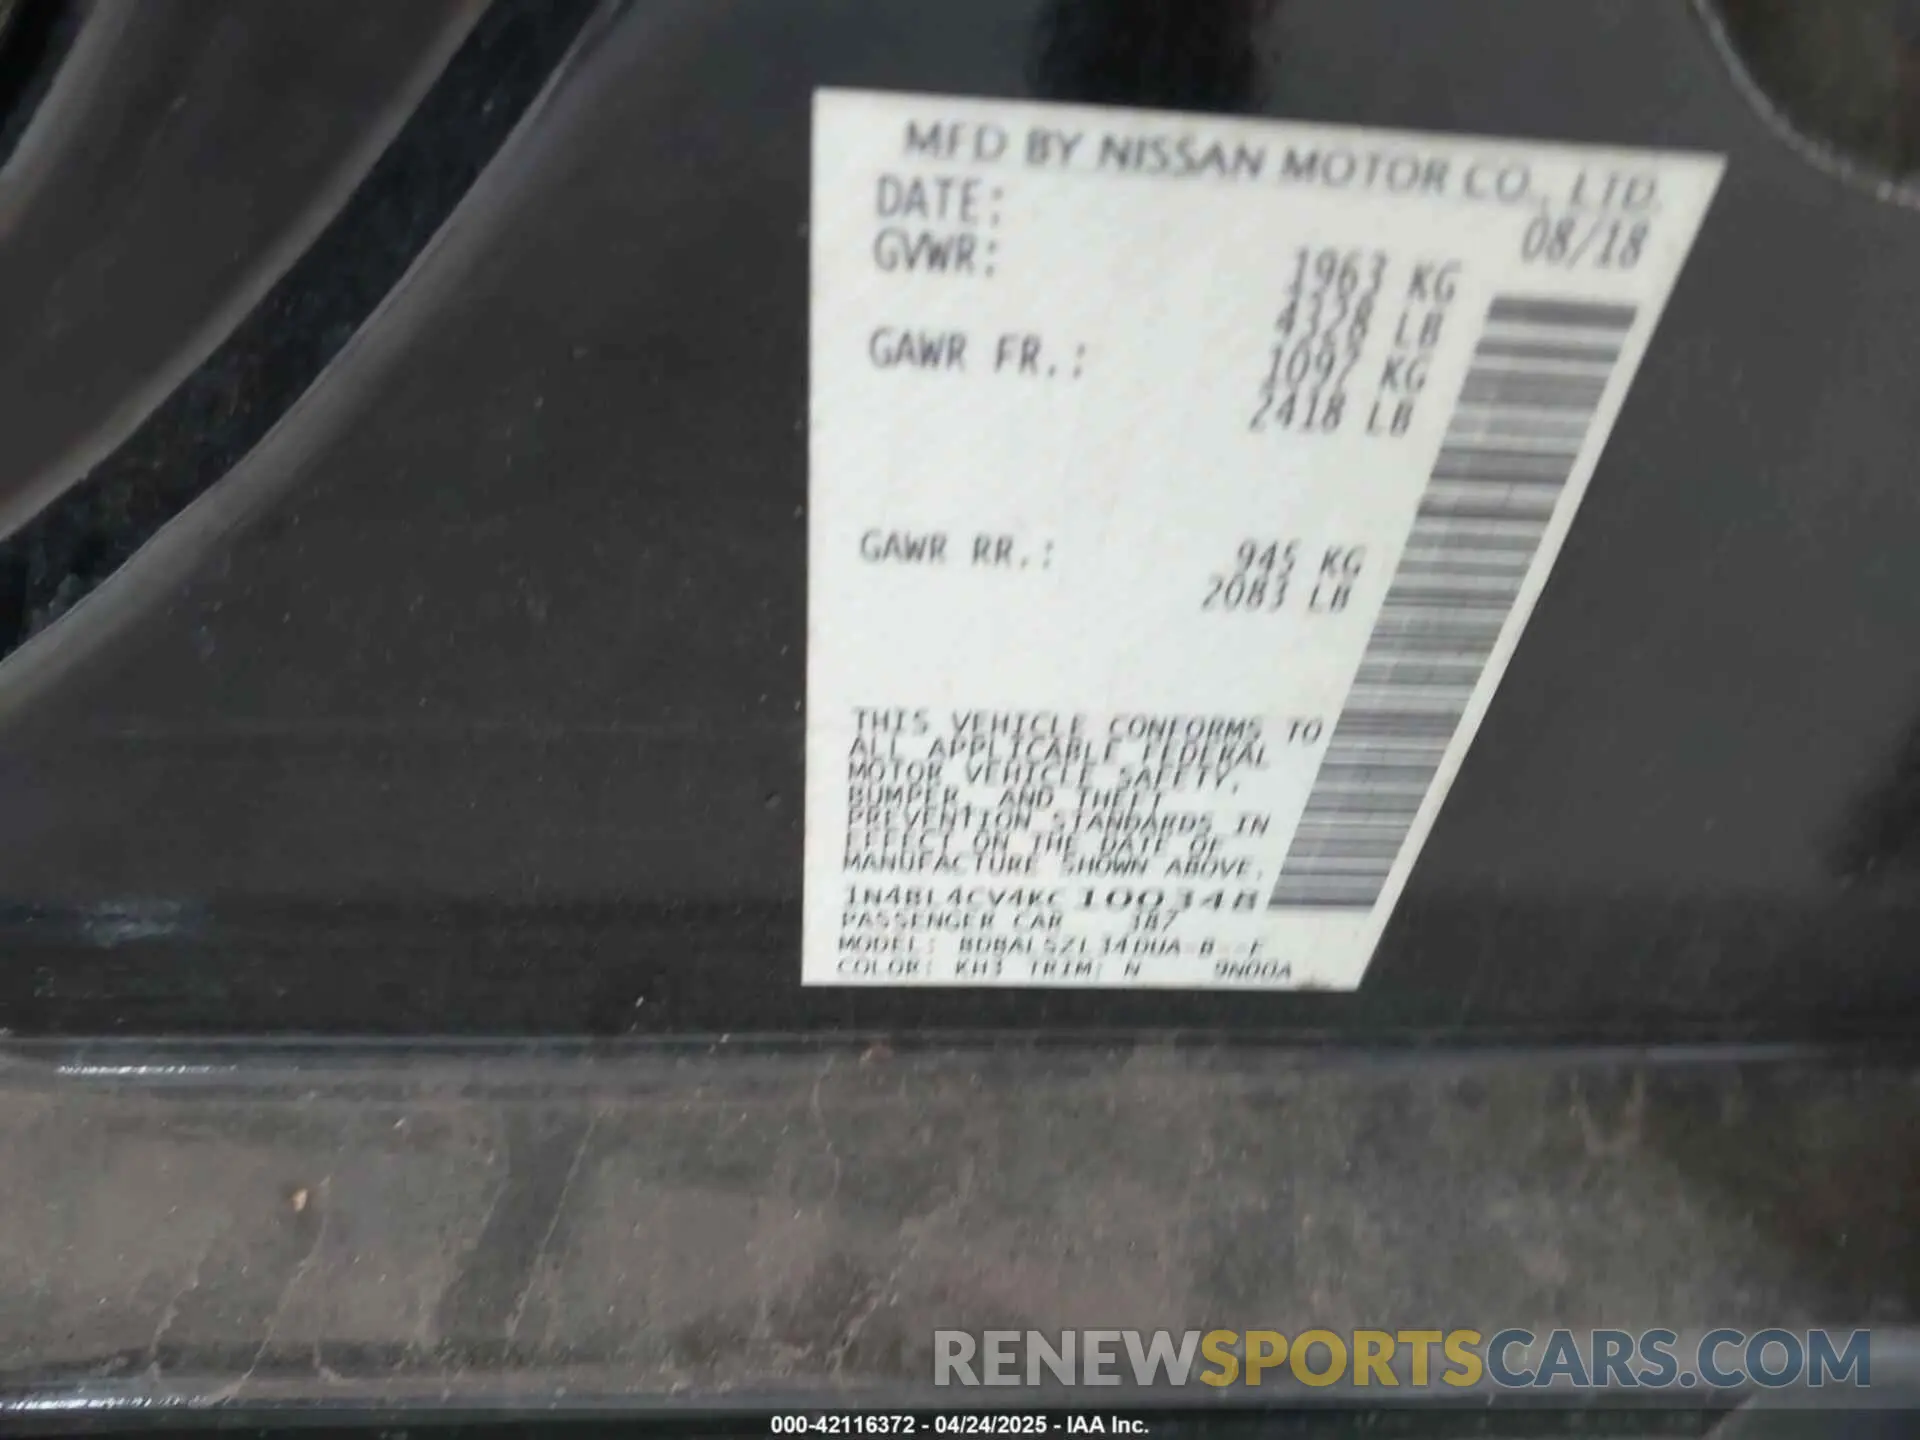 MFD BY NISSAN MOTOR CO., LTD.
DATE: 08/18
GVWR: 1963 KG
4328 LB
GAWR FR.: 1097 KG
2418 LB
GAWR RR.: 945 KG
2083 LB
THIS VEHICLE CONFORMS TO
ALL APPLICABLE FEDERAL
MOTOR VEHICLE SAFETY,
BUMPER, AND THEFT
PREVENTION STANDARDS IN
EFFECT ON THE DATE OF
MANUFACTURE SHOWN ABOVE.
1N4BL4CV4KC100348
PASSENGER CAR 387
MODEL:
COLOR: KH3 TRIM: N 9N00A
RENEWSPORTSCARS.COM
000-42116372 - 04/24/2025 - IAA Inc.